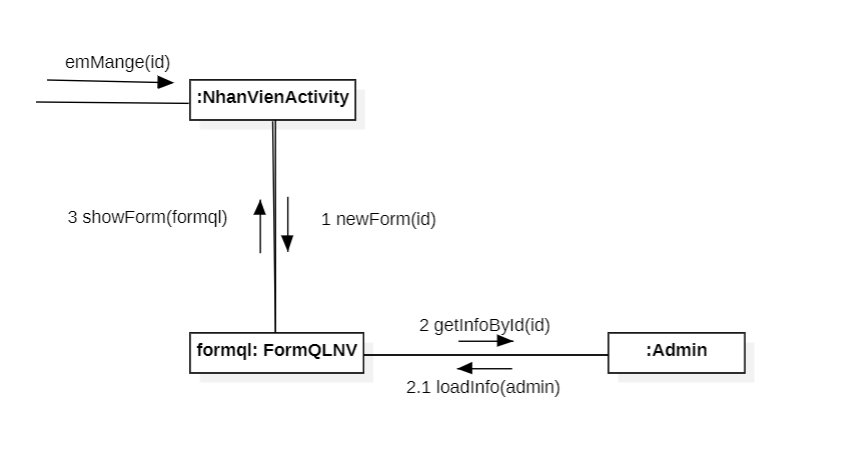 emMange(id)
:NhanVienActivity
3 showForm(formql)
1 newForm(id)
2 getInfoById(id)
formql: FormQLNV
:Admin
2.1 loadInfo(admin)